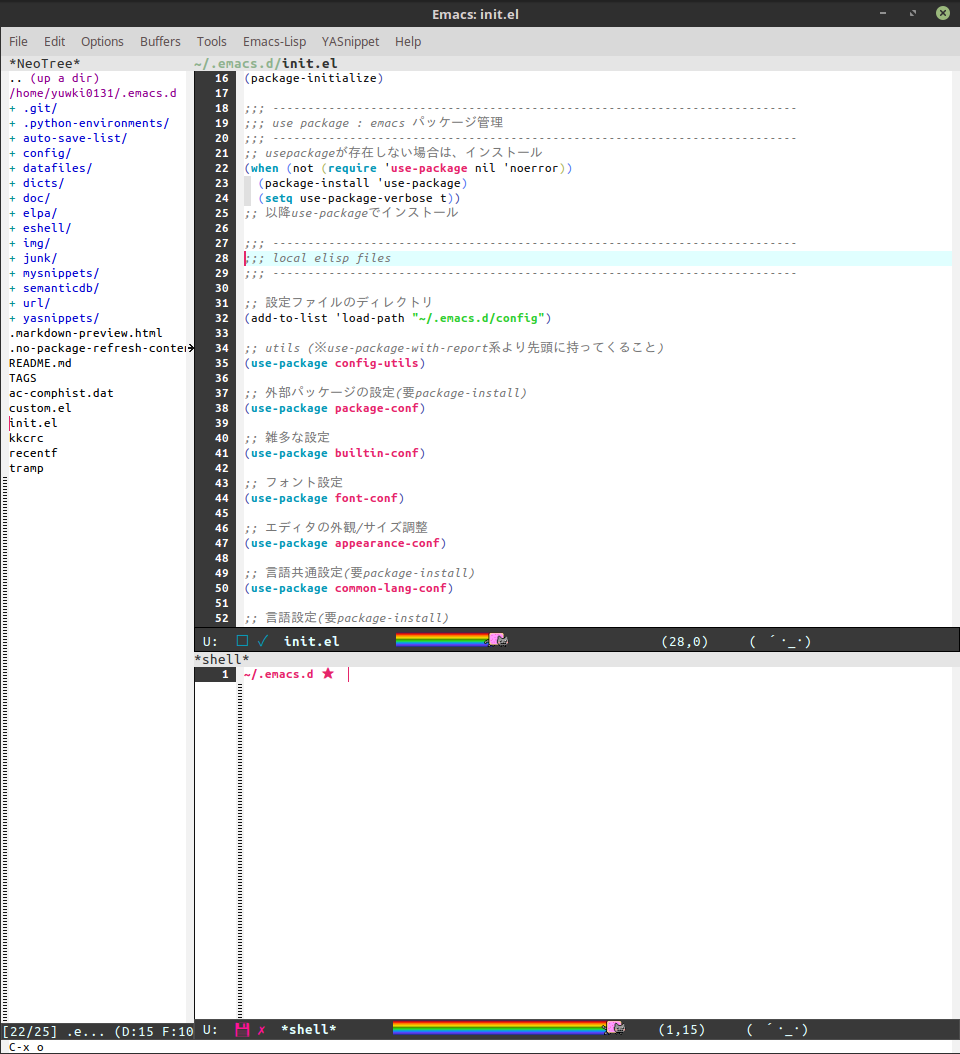 Emacs: init.el
File Edit Options Buffers Tools Emacs-Lisp YASnippet Help
*NeoTree*
.. (up a dir)
/home/yuwki0131/.emacs.d
+ .git/
+ .python-environments/
+ auto-save-list/
+ config/
+ datafiles/
+ dicts/
+ doc/
+ elpa/
+ eshell/
+ img/
+ junk/
+ mysnippets/
+ semanticdb/
+ url/
+ yasnippets/
.markdown-preview.html
.no-package-refresh-conten
README.md
TAGS
ac-comphist.dat
custom.el
init.el
kkcrc
recentf
tramp
[22/25] .e... (D:15 F:10
~/.emacs.d/init.el
16 (package-initialize)
17
18 ;;; ---------------------------------------------------------------------------
19 ;;; use package : emacs パッケージ管理
20 ;;; ---------------------------------------------------------------------------
21 ;; usepackageが存在しない場合は、インストール
22 (when (not (require 'use-package nil 'noerror))
23 (package-install 'use-package)
24 (setq use-package-verbose t))
25 ;; 以降use-packageでインストール
26
27 ;;; ---------------------------------------------------------------------------
28 ;;; local elisp files
29 ;;; ---------------------------------------------------------------------------
30
31 ;; 設定ファイルのディレクトリ
32 (add-to-list 'load-path "~/.emacs.d/config")
33
34 ;; utils (※use-package-with-report系より先頭に持ってくること)
35 (use-package config-utils)
36
37 ;; 外部パッケージの設定(要package-install)
38 (use-package package-conf)
39
40 ;; 雑多な設定
41 (use-package builtin-conf)
42
43 ;; フォント設定
44 (use-package font-conf)
45
46 ;; エディタの外観/サイズ調整
47 (use-package appearance-conf)
48
49 ;; 言語共通設定(要package-install)
50 (use-package common-lang-conf)
51
52 ;; 言語設定(要package-install)
U: □ ✓ init.el (28,0) ( ´･_･)
*shell*
1 ~/.emacs.d ★
U: ✗ *shell* (1,15) ( ´･_･)
C-x o